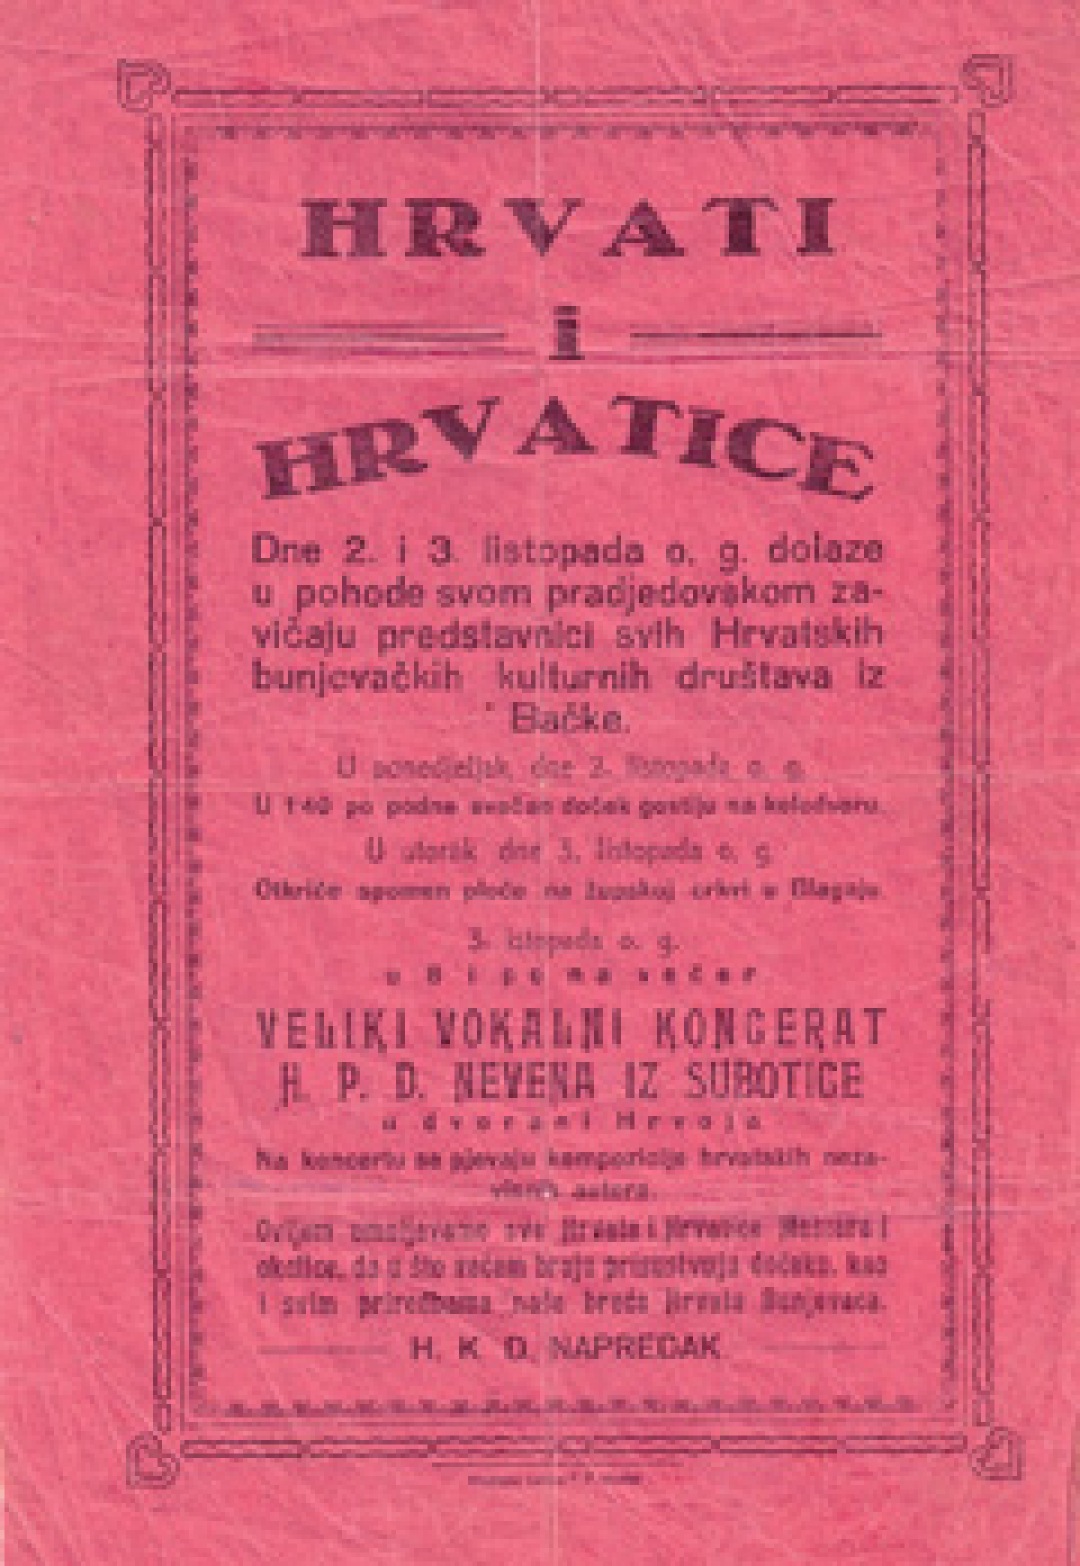 HRVATI
i
HRVATICE
Dne 2. i 3. listopada o. g. dolaze
u pohode svom pradjedovskom za-
vičaju predstavnici svih Hrvatskih
bunjevačkih kulturnih društava iz
Bačke.
U ponedjeljak dne 2. listopada o. g.
U 1·40 po podne svečan doček gostiju na kolodvoru.
U utorak dne 3. listopada o. g.
Otkriće spomen ploče na župskoj crkvi u Blagaju.
3. listopada o. g.
u 8 i po na večer
VELIKI VOKALNI KONCERAT
H. P. D. NEVENA IZ SUBOTICE
u dvorani Hrvoja
Na koncertu se pjevaju kompozicije hrvatskih
autora.
Ovijem umoljavamo sve Hrvate i Hrvatice Mostara i
okolice, da u što većem broju prisustvuju dočeku, kao
i svim priredbama naše braće Hrvata Bunjevaca.
H. K. D. NAPREDAK